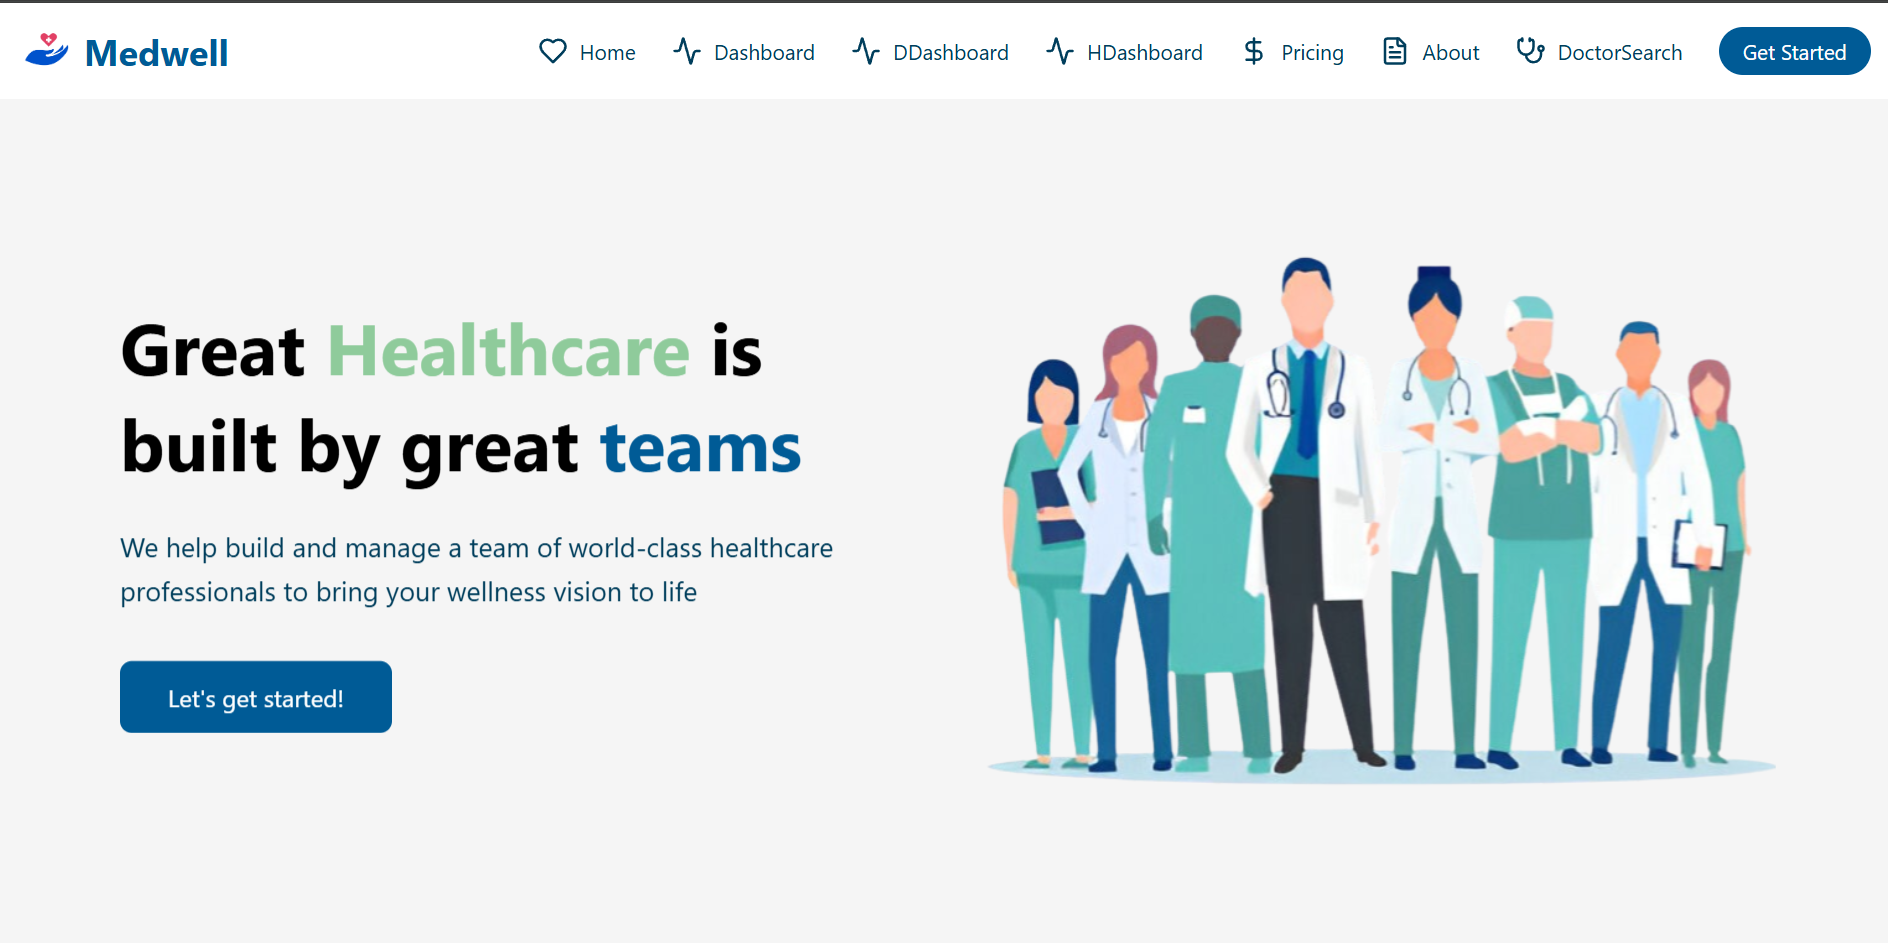 Medwell
Home
Dashboard
DDashboard
HDashboard
Pricing
About
DoctorSearch
Get Started
Great Healthcare is
built by great teams
We help build and manage a team of world-class healthcare
professionals to bring your wellness vision to life
Let's get started!